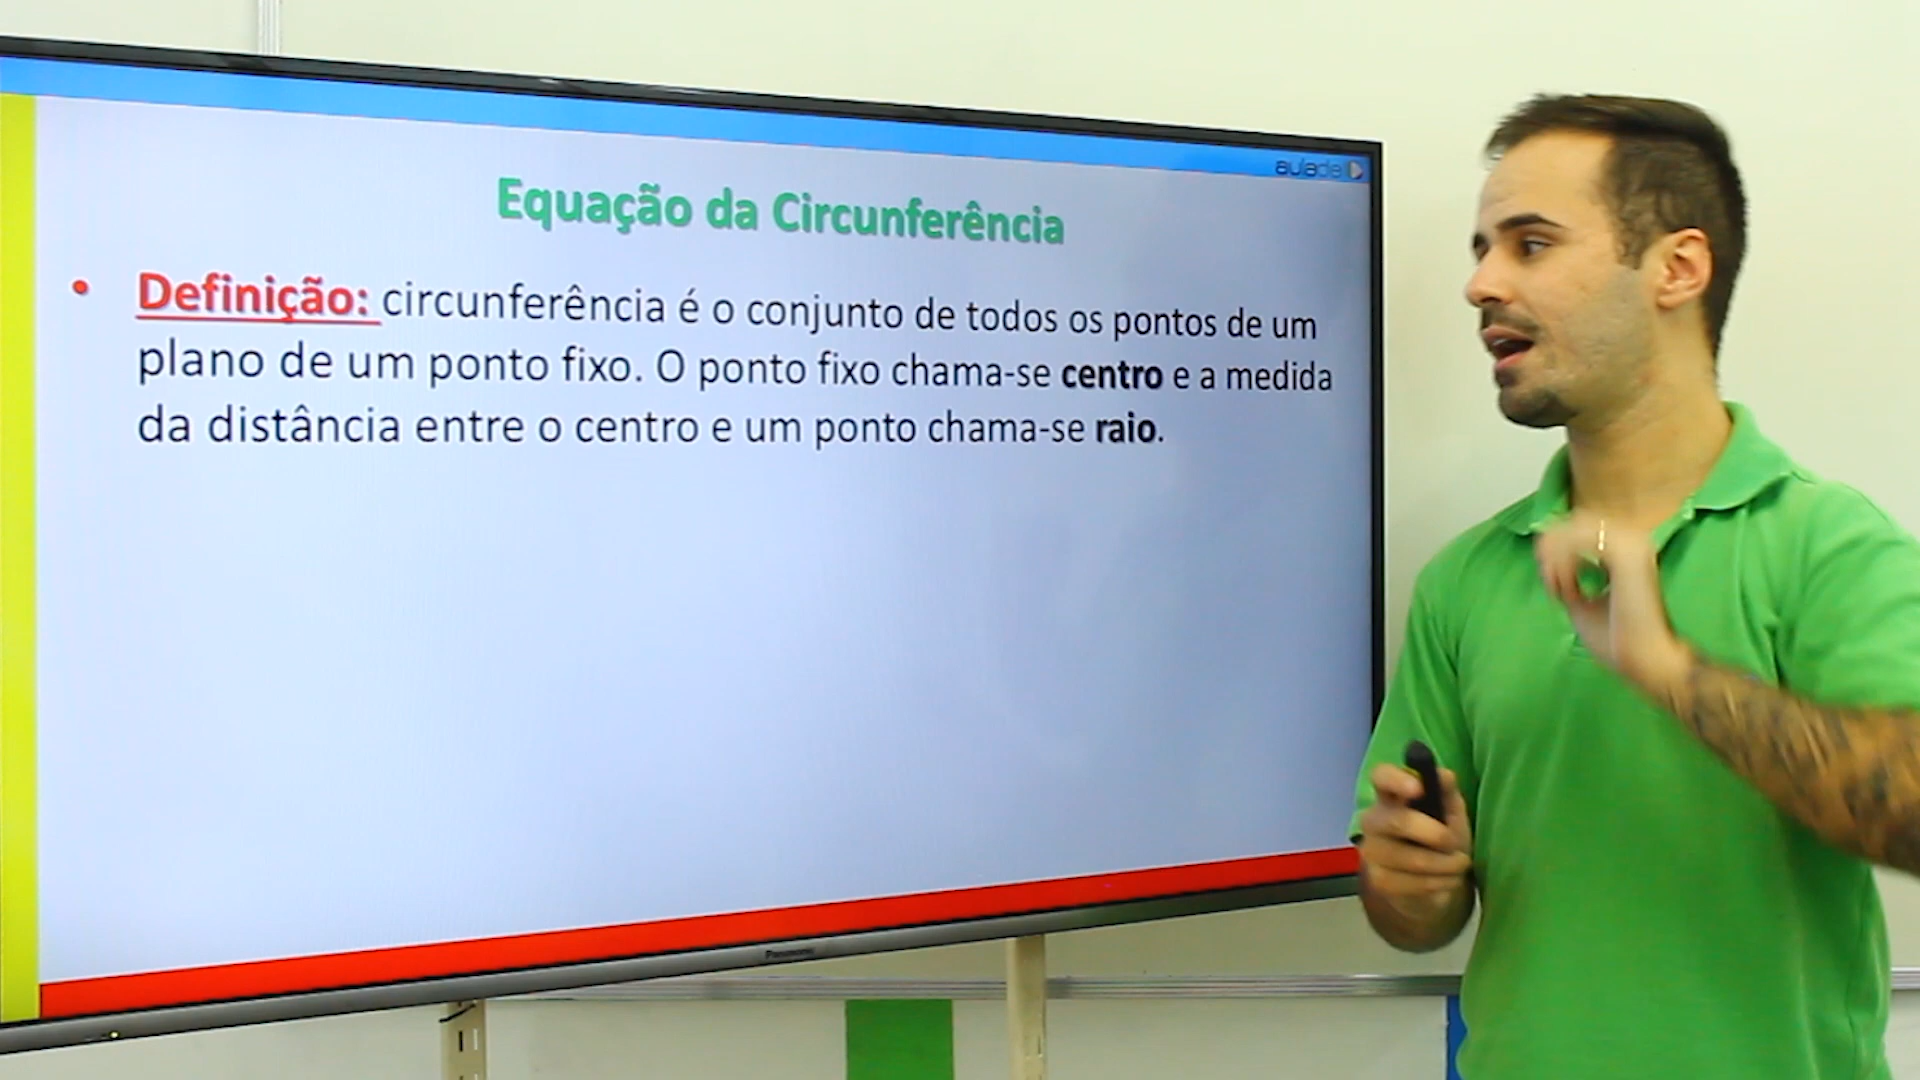 aulade
Equação da Circunferência
• Definição: circunferência é o conjunto de todos os pontos de um
plano de um ponto fixo. O ponto fixo chama-se centro e a medida
da distância entre o centro e um ponto chama-se raio.
Panasonic